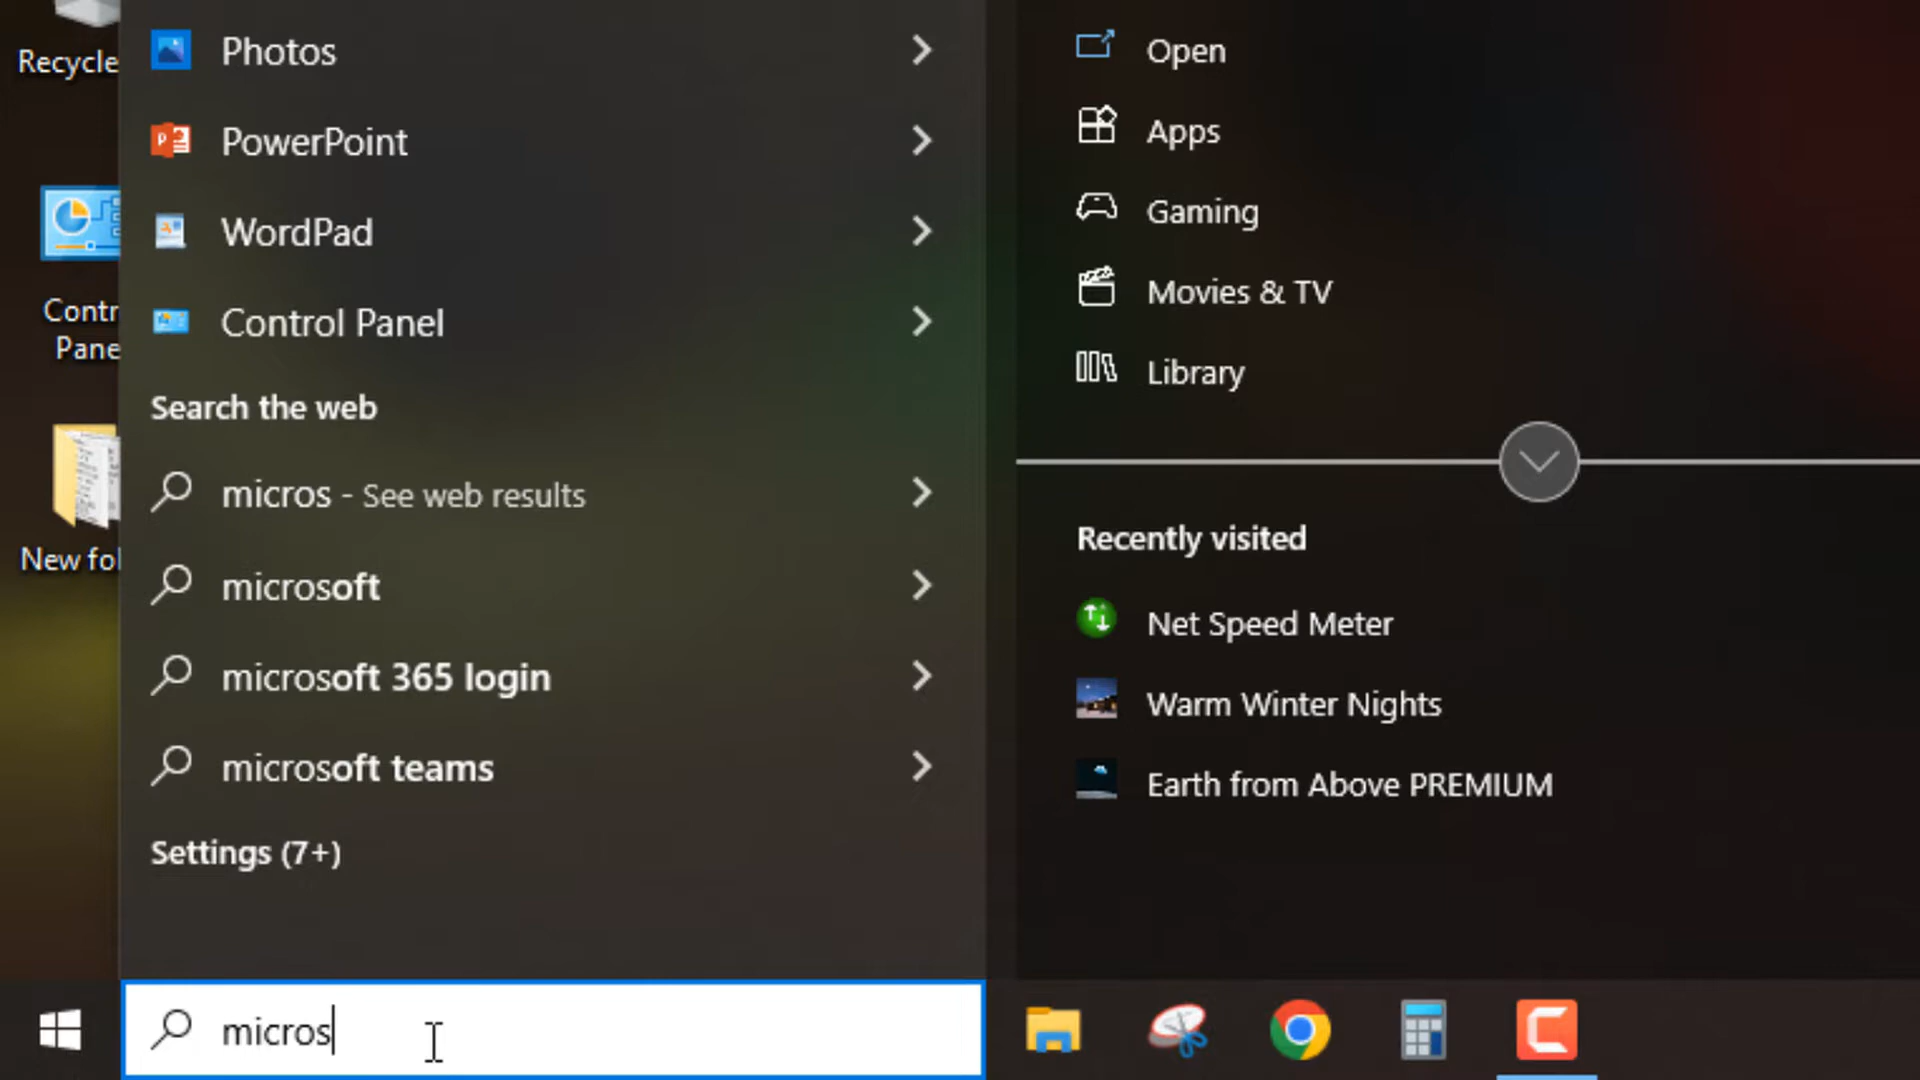 Recycle
Contr
Pane
New fol
Photos
PowerPoint
WordPad
Control Panel
Search the web
micros - See web results
microsoft
microsoft 365 login
microsoft teams
Settings (7+)
micros
Open
Apps
Gaming
Movies & TV
Library
Recently visited
Net Speed Meter
Warm Winter Nights
Earth from Above PREMIUM